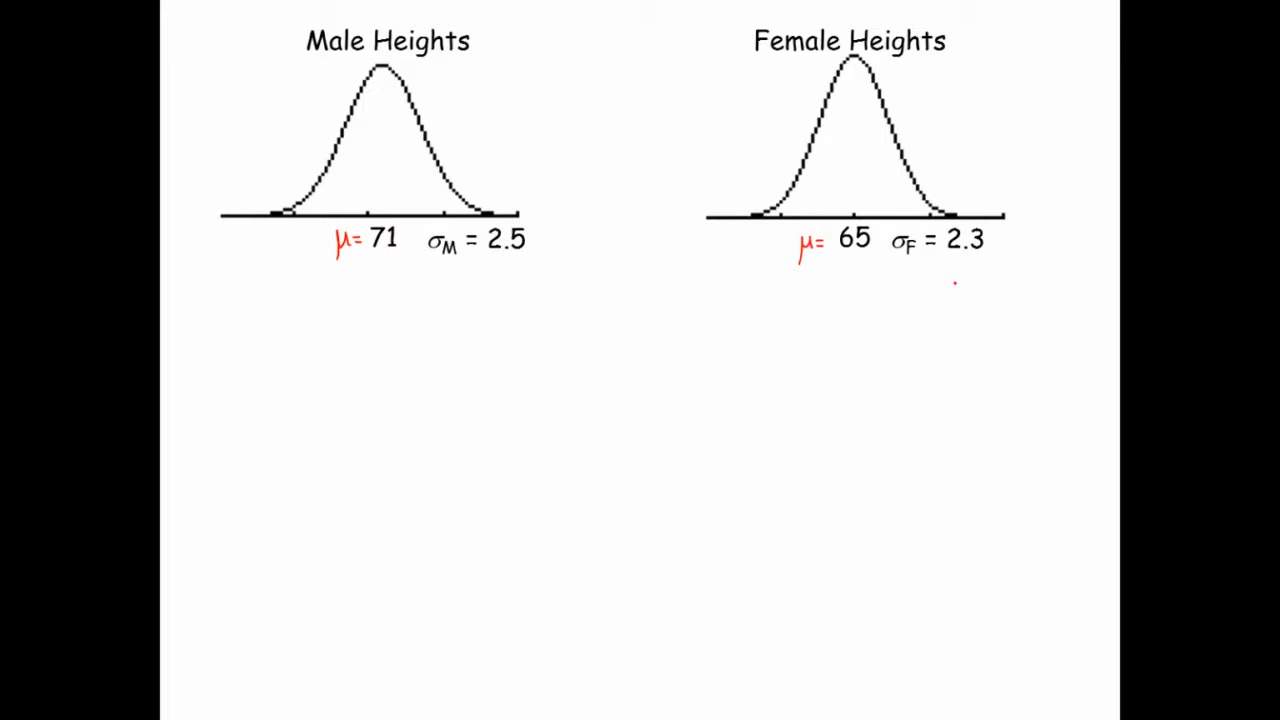 Male Heights
μ= 71 σM = 2.5
Female Heights
μ= 65 σF = 2.3